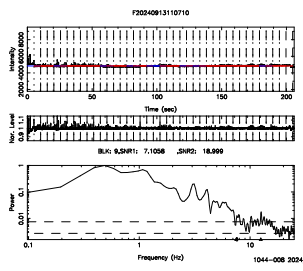 F20240913110710
Intensity
2000 4000 6000 8000
0 50 100 150 200
Time (sec)
Nor. Level
0.9 1 1.1
BLK: 9,SNR1: 7.1058 ,SNR2: 18.999
Power
0.01 0.1 1
0.1 1 10
Frequency (Hz)
1044-008 2024